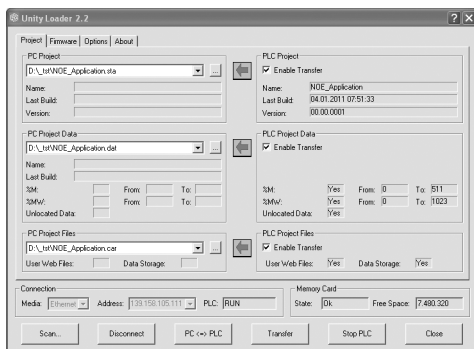 Unity Loader 2.2
Project Firmware Options About
PC Project
D:\_tst\NOE_Application.sta
...
Name:
Last Build:
Version:
PLC Project
Enable Transfer
Name: NOE_Application
Last Build: 04.01.2011 07:51:33
Version: 00.00.0001
PC Project Data
D:\_tst\NOE_Application.dat
...
Name:
Last Build:
%M: From: To:
%MW: From: To:
Unlocated Data:
PLC Project Data
Enable Transfer
%M: Yes From: 0 To: 511
%MW: Yes From: 0 To: 1023
Unlocated Data: Yes
PC Project Files
D:\_tst\NOE_Application.car
...
User Web Files: Data Storage:
PLC Project Files
Enable Transfer
User Web Files: Yes Data Storage: Yes
Connection
Media: Ethernet Address: 139.158.105.111 PLC: RUN
Memory Card
State: Ok Free Space: 7.480.320
Scan... Disconnect PC <=> PLC Transfer Stop PLC Close